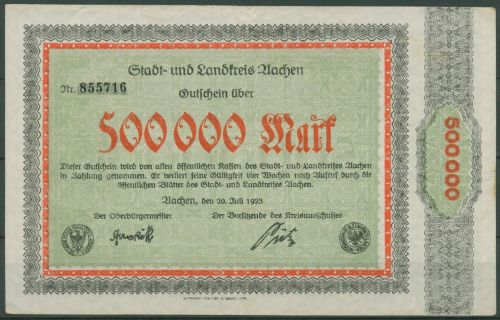 Stadt- und Landkreis Aachen
Nr. 855716
Gutschein über
500 000 Mark
Dieser Gutschein wird von allen öffentlichen Kassen des Stadt- und Landkreises Aachen
in Zahlung genommen. Er verliert seine Gültigkeit vier Wochen nach Aufruf durch die
öffentlichen Blätter des Stadt- und Landkreises Aachen.
Aachen, den 20. Juli 1923
Der Oberbürgermeister Der Vorsitzende des Kreisausschusses
500 000